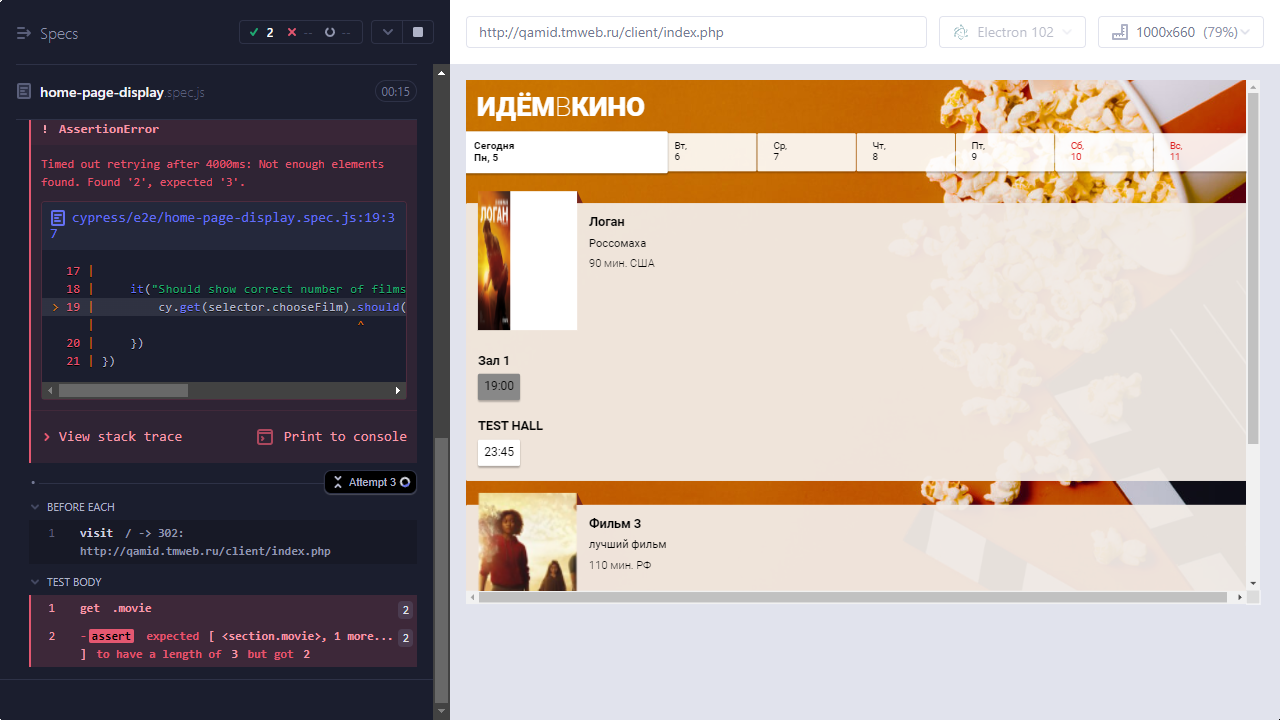 Specs
2
--
--
home-page-display.spec.js
00:15
! AssertionError
Timed out retrying after 4000ms: Not enough elements
found. Found '2', expected '3'.
cypress/e2e/home-page-display.spec.js:19:3
7
17 |
18 | it("Should show correct number of films
> 19 | cy.get(selector.chooseFilm).should(
| ^
20 | })
21 | })
View stack trace
Print to console
Attempt 3
BEFORE EACH
1 visit / -> 302:
http://qamid.tmweb.ru/client/index.php
TEST BODY
1 get .movie 2
2 -assert expected [ <section.movie>, 1 more... 2
] to have a length of 3 but got 2
http://qamid.tmweb.ru/client/index.php
Electron 102
1000x660 (79%)
ИДЁМВКИНО
Сегодня
Пн, 5
Вт,
6
Ср,
7
Чт,
8
Пт,
9
Сб,
10
Вс,
11
ЛОГАН
Логан
Россомаха
90 мин. США
Зал 1
19:00
TEST HALL
23:45
Фильм 3
лучший фильм
110 мин. РФ